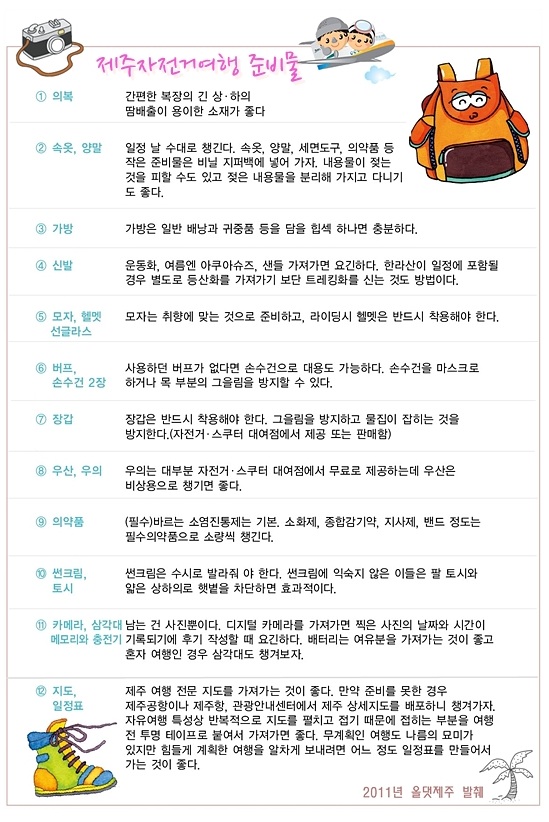 제주자전거여행 준비물
① 의복
간편한 복장의 긴 상·하의
땀배출이 용이한 소재가 좋다
② 속옷, 양말
일정 날 수대로 챙긴다. 속옷, 양말, 세면도구, 의약품 등
작은 준비물은 비닐 지퍼백에 넣어 가자. 내용물이 젖는
것을 피할 수도 있고 젖은 내용물을 분리해 가지고 다니기
도 좋다.
③ 가방
가방은 일반 배낭과 귀중품 등을 담을 힙섹 하나면 충분하다.
④ 신발
운동화, 여름엔 아쿠아슈즈, 샌들 가져가면 요긴하다. 한라산이 일정에 포함될
경우 별도로 등산화를 가져가기 보단 트레킹화를 신는 것도 방법이다.
⑤ 모자, 헬멧
선글라스
모자는 취향에 맞는 것으로 준비하고, 라이딩시 헬멧은 반드시 착용해야 한다.
⑥ 버프,
손수건 2장
사용하던 버프가 없다면 손수건으로 대용도 가능하다. 손수건을 마스크로
하거나 목 부분의 그을림을 방지할 수 있다.
⑦ 장갑
장갑은 반드시 착용해야 한다. 그을림을 방지하고 물집이 잡히는 것을
방지한다.(자전거·스쿠터 대여점에서 제공 또는 판매함)
⑧ 우산, 우의
우의는 대부분 자전거·스쿠터 대여점에서 무료로 제공하는데 우산은
비상용으로 챙기면 좋다.
⑨ 의약품
(필수)바르는 소염진통제는 기본. 소화제, 종합감기약, 지사제, 밴드 정도는
필수의약품으로 소량씩 챙긴다.
⑩ 썬크림,
토시
썬크림은 수시로 발라줘 야 한다. 썬크림에 익숙지 않은 이들은 팔 토시와
얇은 상하의로 햇볕을 차단하면 효과적이다.
⑪ 카메라, 삼각대
메모리와 충전기
남는 건 사진뿐이다. 디지털 카메라를 가져가면 찍은 사진의 날짜와 시간이
기록되기에 후기 작성할 때 요긴하다. 배터리는 여유분을 가져가는 것이 좋고
혼자 여행인 경우 삼각대도 챙겨보자.
⑫ 지도,
일정표
제주 여행 전문 지도를 가져가는 것이 좋다. 만약 준비를 못한 경우
제주공항이나 제주항, 관광안내센터에서 제주 상세지도를 배포하니 챙겨가자.
자유여행 특성상 반복적으로 지도를 펼치고 접기 때문에 접히는 부분을 여행
전 투명 테이프로 붙여서 가져가면 좋다. 무계획인 여행도 나름의 묘미가
있지만 힘들게 계획한 여행을 알차게 보내려면 어느 정도 일정표를 만들어서
가는 것이 좋다.
2011년 올댓제주 발췌